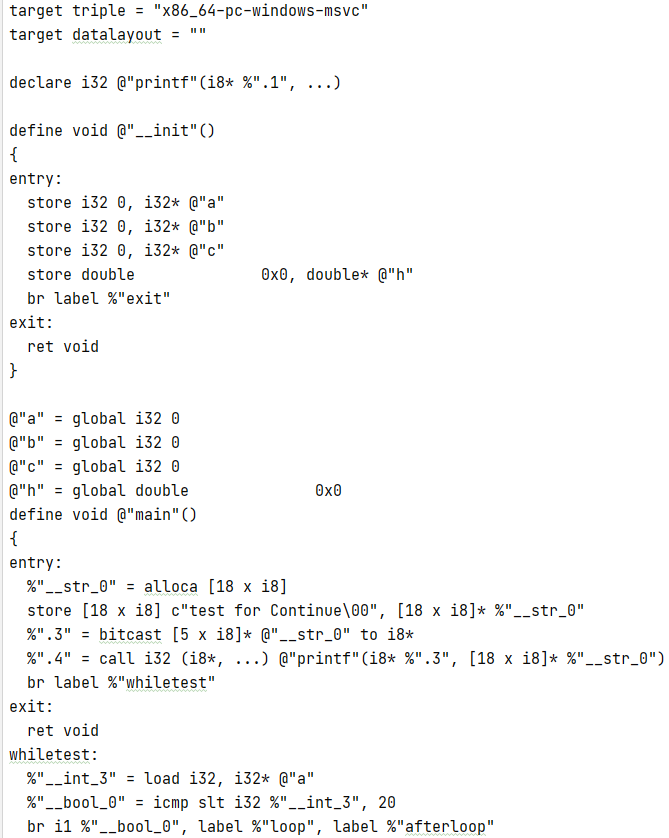 target triple = "x86_64-pc-windows-msvc"
target datalayout = ""
declare i32 @"printf"(i8* %".1", ...)
define void @"__init"()
{
entry:
  store i32 0, i32* @"a"
  store i32 0, i32* @"b"
  store i32 0, i32* @"c"
  store double              0x0, double* @"h"
  br label %"exit"
exit:
  ret void
}
@"a" = global i32 0
@"b" = global i32 0
@"c" = global i32 0
@"h" = global double              0x0
define void @"main"()
{
entry:
  %"__str_0" = alloca [18 x i8]
  store [18 x i8] c"test for Continue\00", [18 x i8]* %"__str_0"
  %".3" = bitcast [5 x i8]* @"__str_0" to i8*
  %".4" = call i32 (i8*, ...) @"printf"(i8* %".3", [18 x i8]* %"__str_0")
  br label %"whiletest"
exit:
  ret void
whiletest:
  %"__int_3" = load i32, i32* @"a"
  %"__bool_0" = icmp slt i32 %"__int_3", 20
  br i1 %"__bool_0", label %"loop", label %"afterloop"